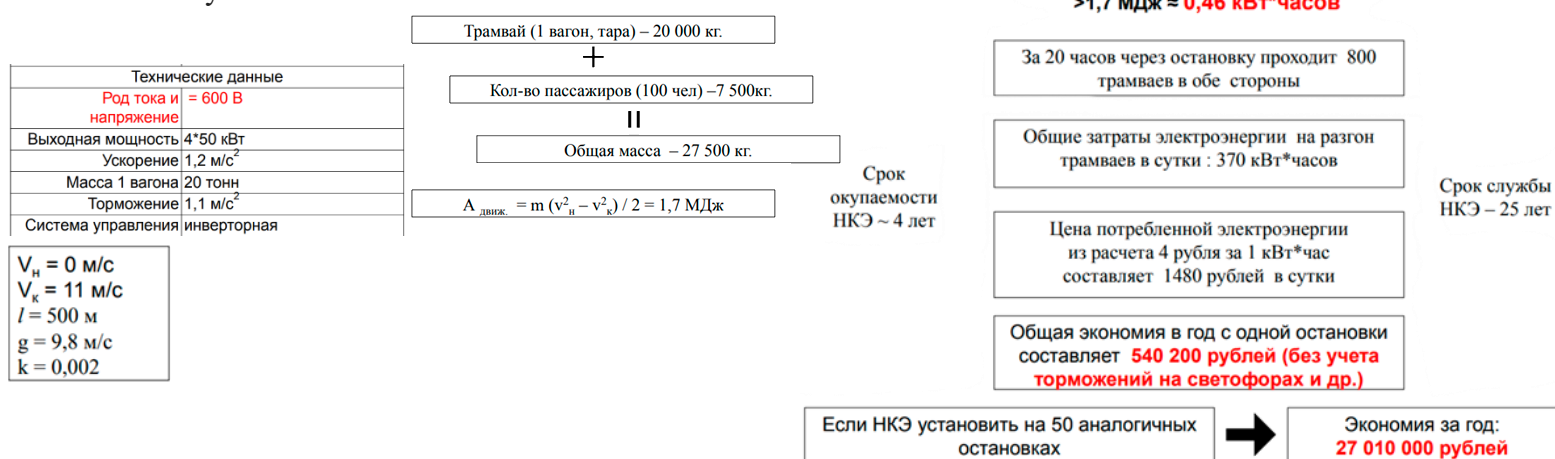 >1,7 МДж ≈ 0,46 кВт*часов
Трамвай (1 вагон, тара) – 20 000 кг.
+
Кол-во пассажиров (100 чел) –7 500кг.
=
Общая масса – 27 500 кг.
A движ. = m (v²н – v²к) / 2 = 1,7 МДж
Технические данные
Род тока и напряжение = 600 В
Выходная мощность 4*50 кВт
Ускорение 1,2 м/с²
Масса 1 вагона 20 тонн
Торможение 1,1 м/с²
Система управления инверторная
Vн = 0 м/с
Vк = 11 м/с
l = 500 м
g = 9,8 м/с
k = 0,002
Срок
окупаемости
НКЭ ~ 4 лет
За 20 часов через остановку проходит 800
трамваев в обе стороны
Общие затраты электроэнергии на разгон
трамваев в сутки : 370 кВт*часов
Цена потребленной электроэнергии
из расчета 4 рубля за 1 кВт*час
составляет 1480 рублей в сутки
Общая экономия в год с одной остановки
составляет 540 200 рублей (без учета
торможений на светофорах и др.)
Срок службы
НКЭ – 25 лет
Если НКЭ установить на 50 аналогичных
остановках
Экономия за год:
27 010 000 рублей